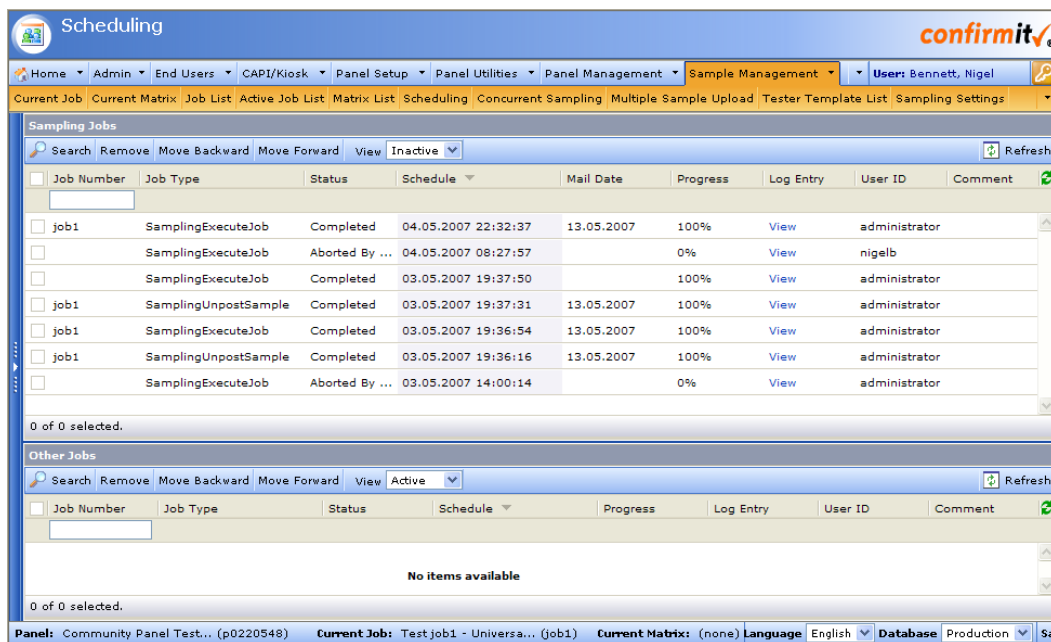 Scheduling
confirmit
Home Admin End Users CAPI/Kiosk Panel Setup Panel Utilities Panel Management Sample Management User: Bennett, Nigel
Current Job Current Matrix Job List Active Job List Matrix List Scheduling Concurrent Sampling Multiple Sample Upload Tester Template List Sampling Settings
Sampling Jobs
Search Remove Move Backward Move Forward View Inactive Refresh
Job Number Job Type Status Schedule Mail Date Progress Log Entry User ID Comment
job1 SamplingExecuteJob Completed 04.05.2007 22:32:37 13.05.2007 100% View administrator
SamplingExecuteJob Aborted By ... 04.05.2007 08:27:57 0% View nigelb
SamplingExecuteJob Completed 03.05.2007 19:37:50 100% View administrator
job1 SamplingUnpostSample Completed 03.05.2007 19:37:31 13.05.2007 100% View administrator
job1 SamplingExecuteJob Completed 03.05.2007 19:36:54 13.05.2007 100% View administrator
job1 SamplingUnpostSample Completed 03.05.2007 19:36:16 13.05.2007 100% View administrator
SamplingExecuteJob Aborted By ... 03.05.2007 14:00:14 0% View administrator
0 of 0 selected.
Other Jobs
Search Remove Move Backward Move Forward View Active Refresh
Job Number Job Type Status Schedule Progress Log Entry User ID Comment
No items available
0 of 0 selected.
Panel: Community Panel Test... (p0220548) Current Job: Test job1 - Universa... (job1) Current Matrix: (none) Language English Database Production Sa